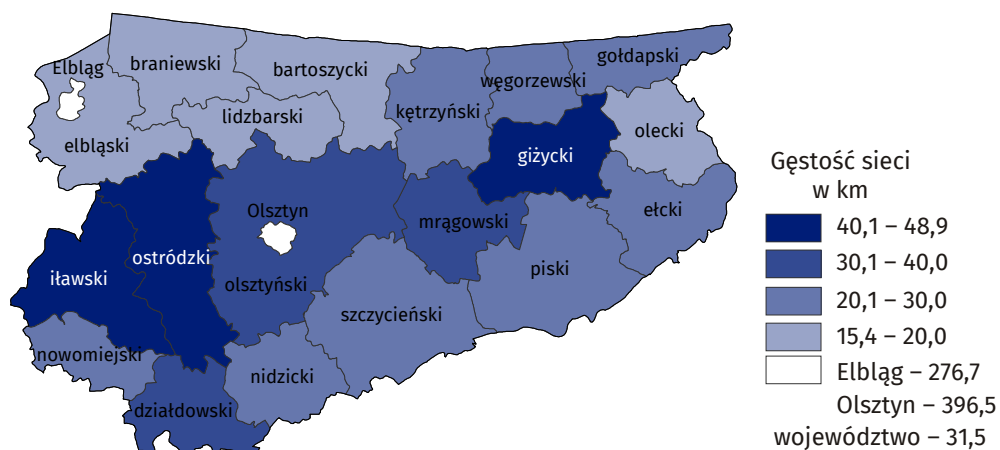 gołdapski
Elbląg
braniewski
bartoszycki
węgorzewski
kętrzyński
lidzbarski
olecki
elbląski
giżycki
Olsztyn
ełcki
mrągowski
ostródzki
piski
iławski
olsztyński
szczycieński
nowomiejski
nidzicki
działdowski
Gęstość sieci
w km
40,1 – 48,9
30,1 – 40,0
20,1 – 30,0
15,4 – 20,0
Elbląg – 276,7
Olsztyn – 396,5
województwo – 31,5